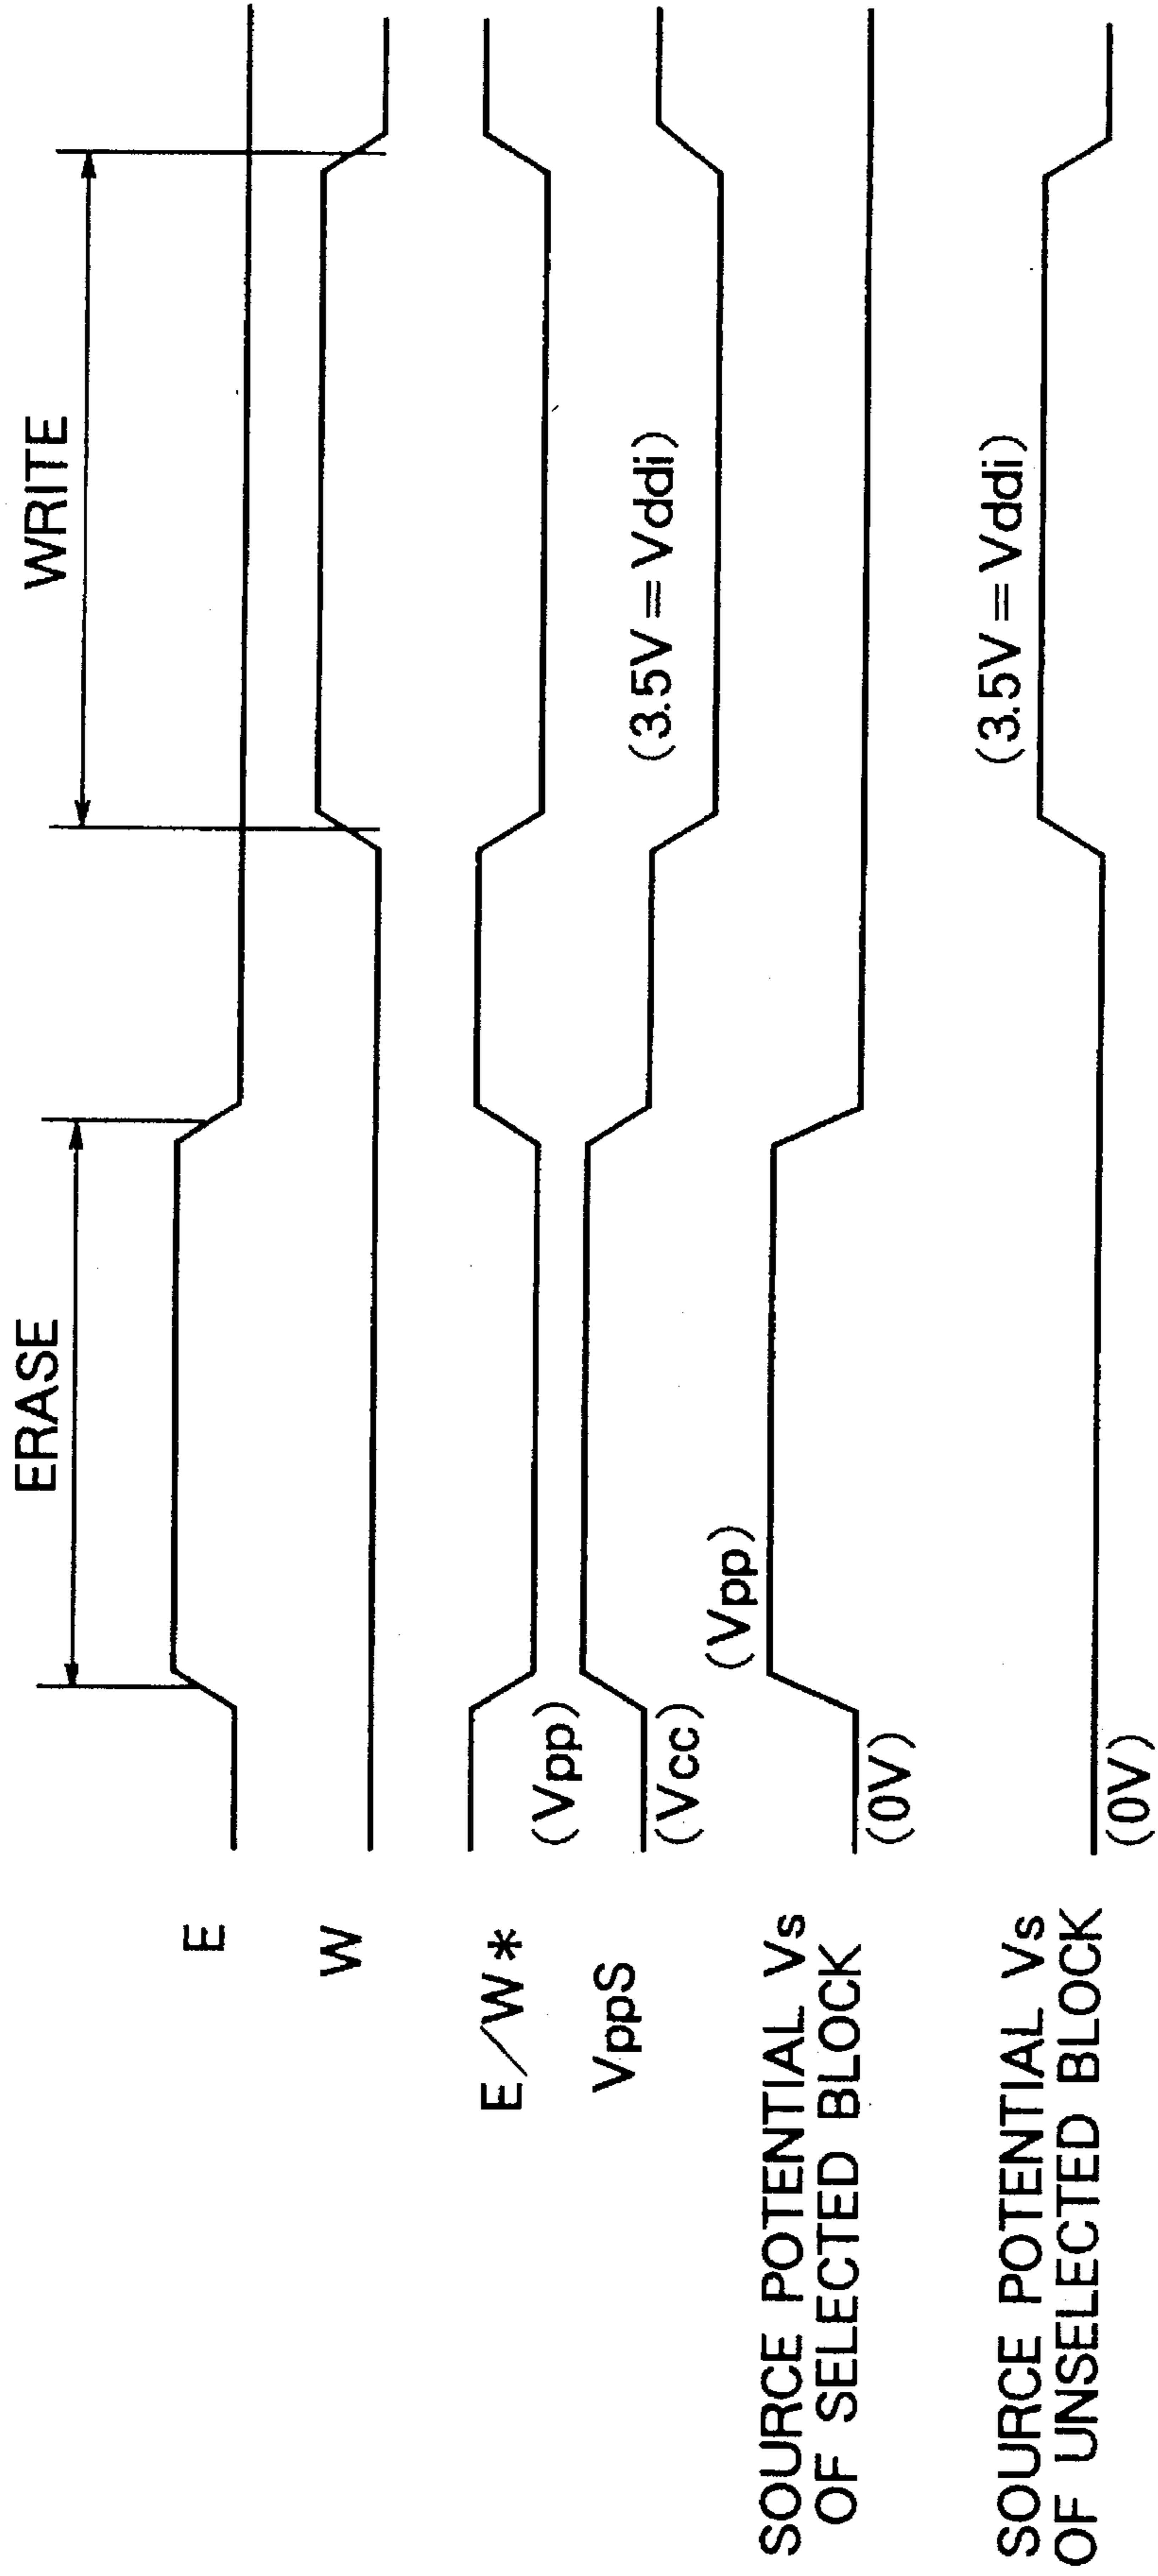 ERASE
WRITE
E
W
E/W*
VppS
(Vpp)
(Vcc)
(3.5V=Vddi)
SOURCE POTENTIAL Vs
OF SELECTED BLOCK
(Vpp)
(0V)
SOURCE POTENTIAL Vs
OF UNSELECTED BLOCK
(0V)
(3.5V=Vddi)